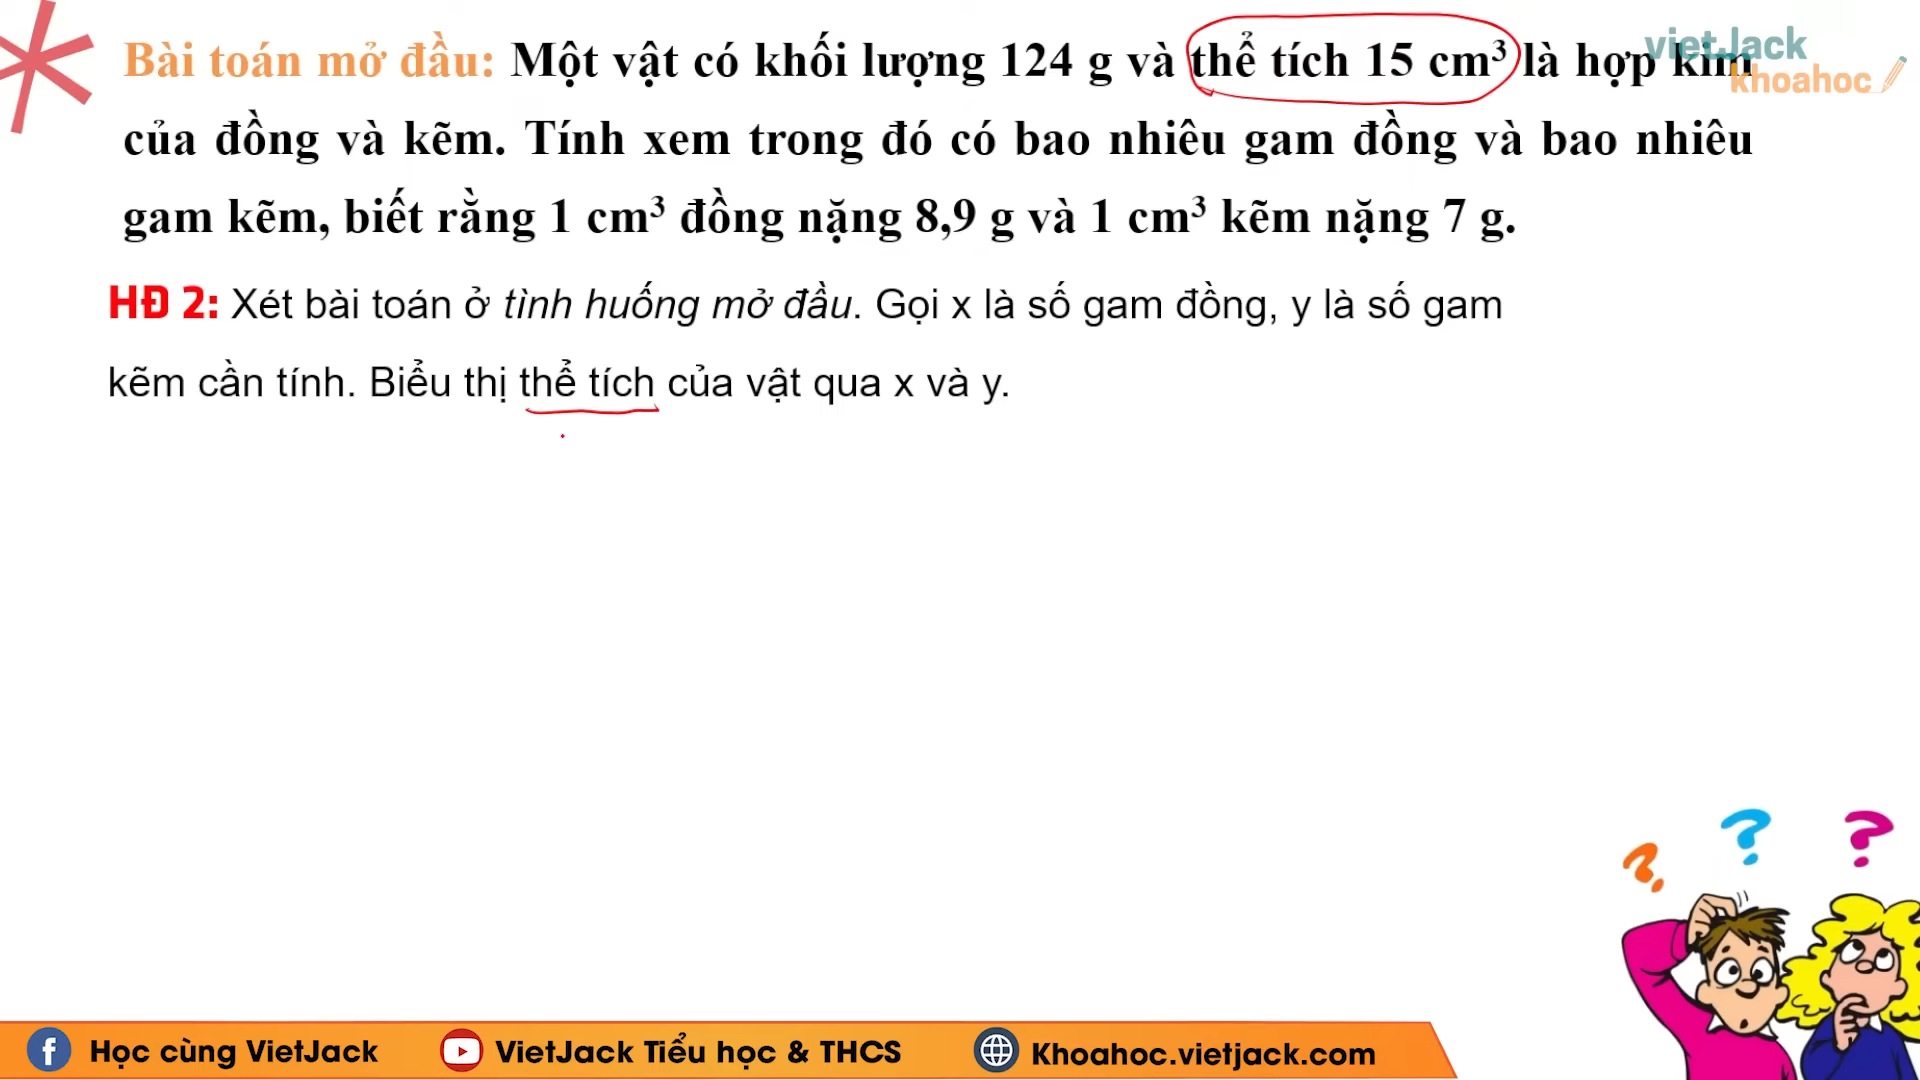 Bài toán mở đầu: Một vật có khối lượng 124 g và thể tích 15 cm³ là hợp kim
của đồng và kẽm. Tính xem trong đó có bao nhiêu gam đồng và bao nhiêu
gam kẽm, biết rằng 1 cm³ đồng nặng 8,9 g và 1 cm³ kẽm nặng 7 g.
vietJack
khoahoc
HĐ 2: Xét bài toán ở tình huống mở đầu. Gọi x là số gam đồng, y là số gam
kẽm cần tính. Biểu thị thể tích của vật qua x và y.
? ? ?
Học cùng VietJack
VietJack Tiểu học & THCS
Khoahoc.vietjack.com